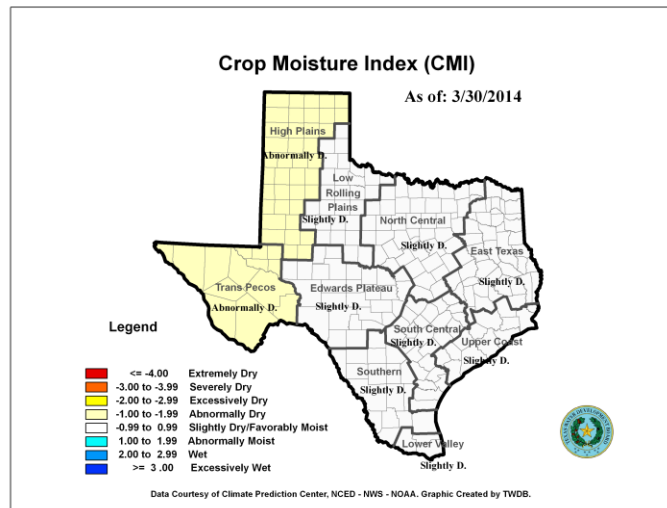 Crop Moisture Index (CMI)
As of: 3/30/2014
High Plains
Abnormally D.
Low
Rolling
Plains
Slightly D.
North Central
Slightly D.
East Texas
Slightly D.
Trans Pecos
Abnormally D.
Edwards Plateau
Slightly D.
South Central
Slightly D.
Upper Coast
Slightly D.
Southern
Slightly D.
Lower Valley
Slightly D.
Legend
<= -4.00 Extremely Dry
-3.00 to -3.99 Severely Dry
-2.00 to -2.99 Excessively Dry
-1.00 to -1.99 Abnormally Dry
-0.99 to 0.99 Slightly Dry/Favorably Moist
1.00 to 1.99 Abnormally Moist
2.00 to 2.99 Wet
>= 3 .00 Excessively Wet
TEXAS WATER DEVELOPMENT BOARD
Data Courtesy of Climate Prediction Center, NCED - NWS - NOAA. Graphic Created by TWDB.